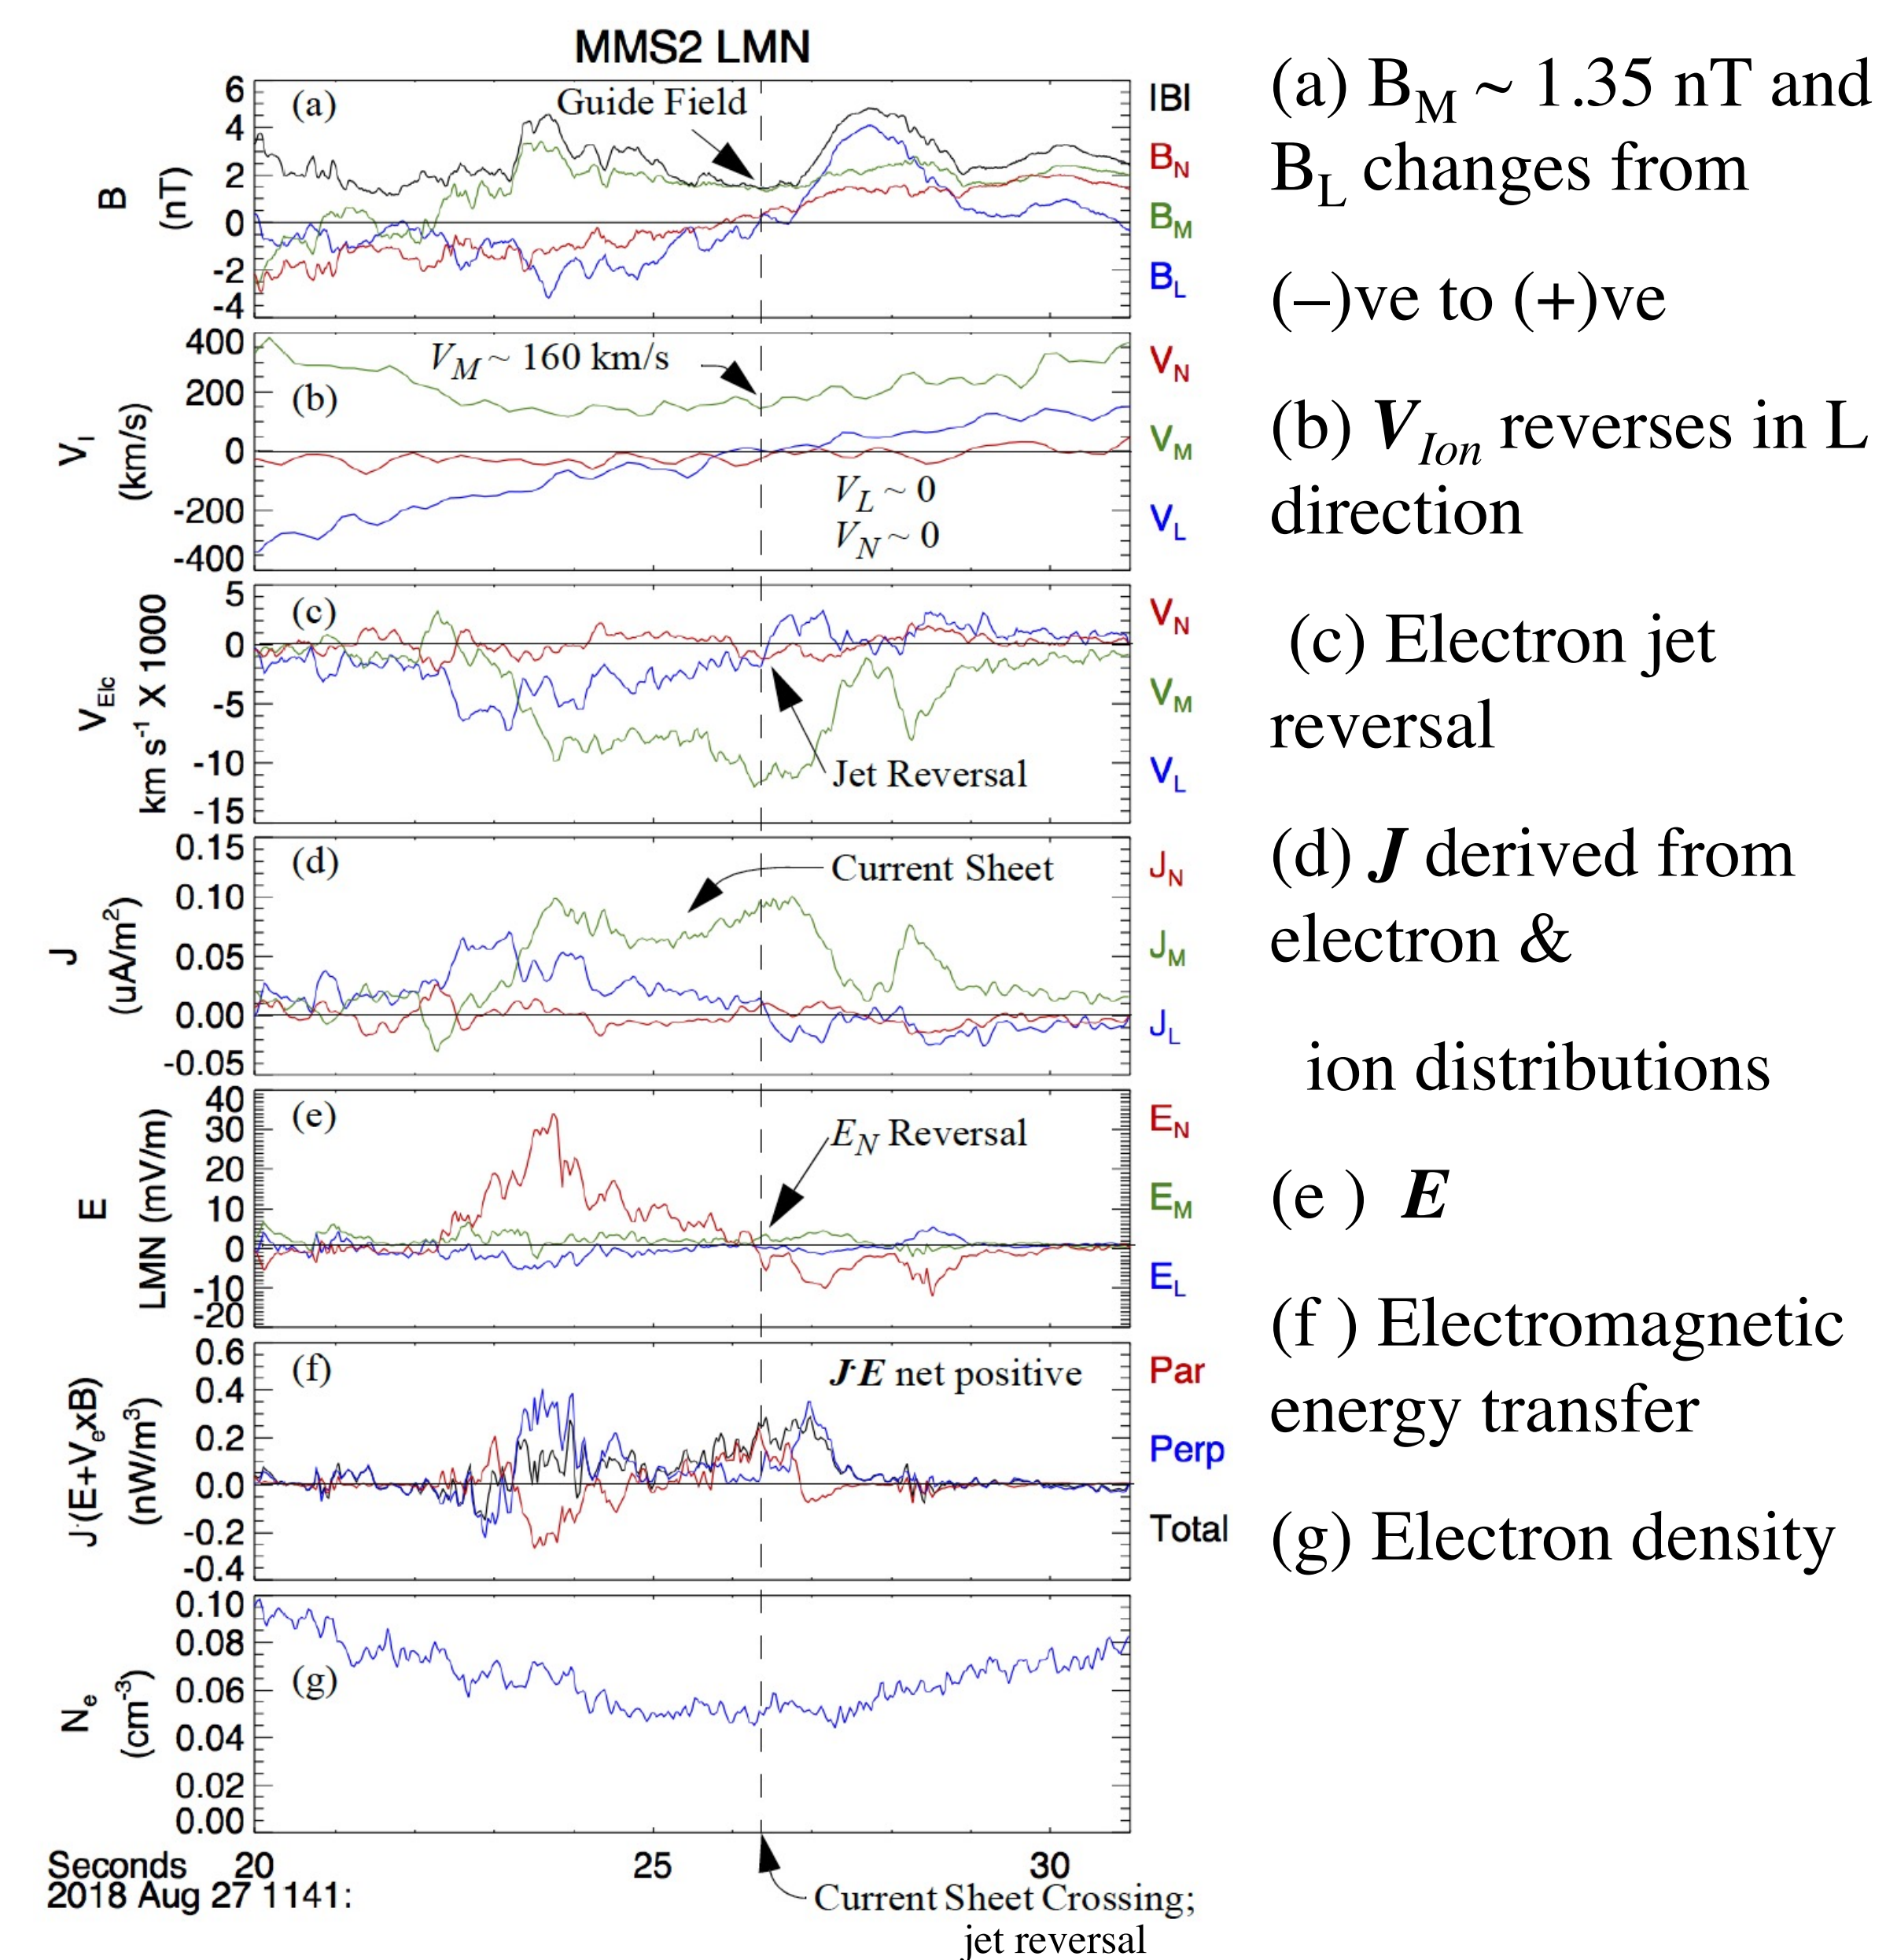 MMS2 LMN
6
4
2
0
-2
-4
B
(nT)
(a)
Guide Field
|B|
B_N
B_M
B_L
400
200
0
-200
-400
V_I
(km/s)
(b)
V_M ~ 160 km/s
V_L ~ 0
V_N ~ 0
V_N
V_M
V_L
5
0
-5
-10
-15
V_Elc
km s^-1 X 1000
(c)
Jet Reversal
V_N
V_M
V_L
0.15
0.10
0.05
0.00
-0.05
J
(uA/m^2)
(d)
Current Sheet
J_N
J_M
J_L
40
30
20
10
0
-10
-20
E
LMN (mV/m)
(e)
E_N Reversal
E_N
E_M
E_L
0.6
0.4
0.2
0.0
-0.2
-0.4
J·(E+V_exB)
(nW/m^3)
(f)
J·E net positive
Par
Perp
Total
0.10
0.08
0.06
0.04
0.02
0.00
N_e
(cm^-3)
(g)
Seconds
20
25
30
2018 Aug 27 1141:
Current Sheet Crossing;
jet reversal
(a) B_M ~ 1.35 nT and
B_L changes from
(–)ve to (+)ve
(b) V_Ion reverses in L
direction
(c) Electron jet
reversal
(d) J derived from
electron &
ion distributions
(e ) E
(f ) Electromagnetic
energy transfer
(g) Electron density